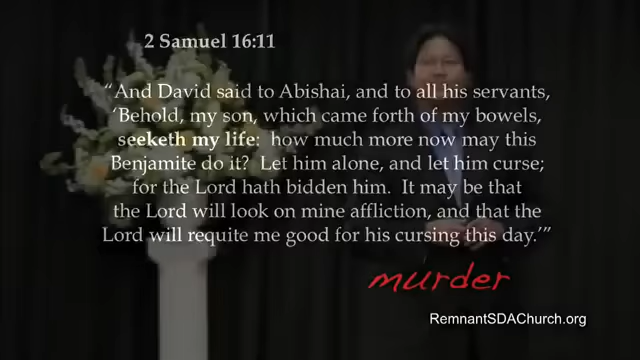 2 Samuel 16:11
“And David said to Abishai, and to all his servants,
‘Behold, my son, which came forth of my bowels,
seeketh my life:  how much more now may this
Benjamite do it?  Let him alone, and let him curse;
for the Lord hath bidden him.  It may be that
the Lord will look on mine affliction, and that the
Lord will requite me good for his cursing this day.’”
murder
RemnantSDAChurch.org